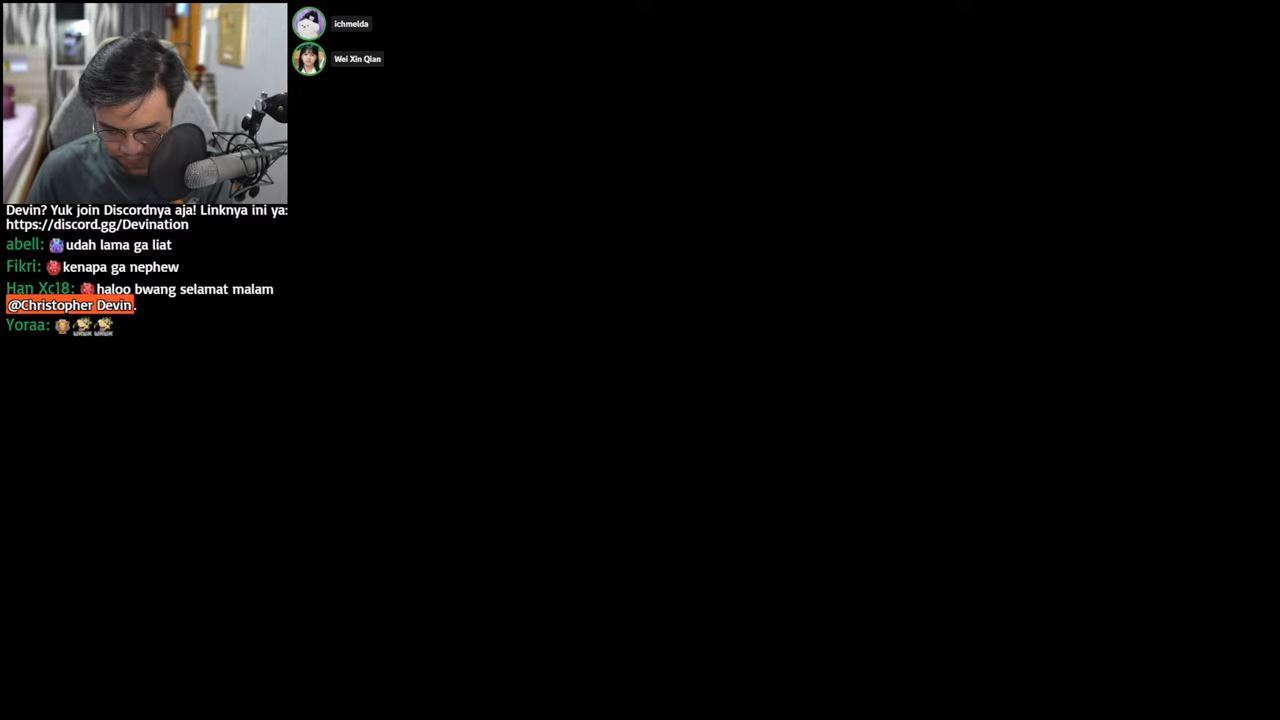 ichmelda
Wei Xin Qian
Devin? Yuk join Discordnya aja! Linknya ini ya:
https://discord.gg/Devination
abell: udah lama ga liat
Fikri: kenapa ga nephew
Han Xc18: haloo bwang selamat malam
@Christopher Devin.
Yoraa: